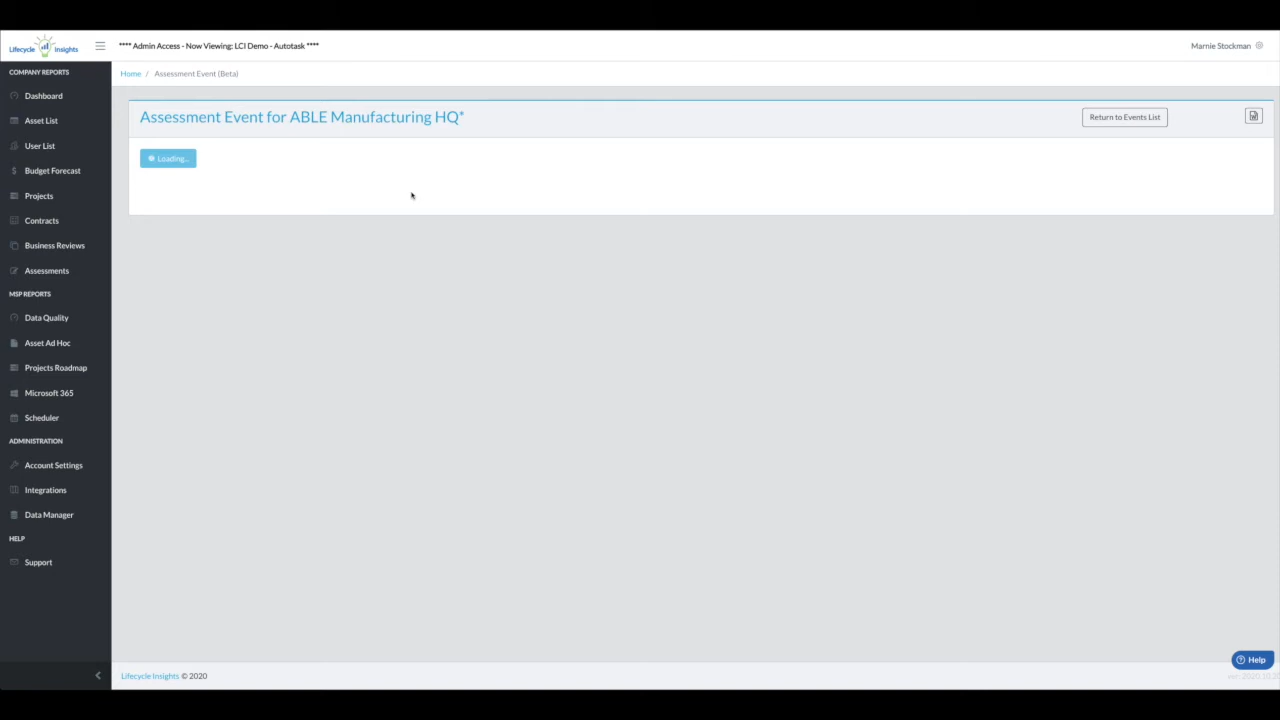 Lifecycle Insights
**** Admin Access - Now Viewing: LCI Demo - Autotask ****
Marnie Stockman
COMPANY REPORTS
Dashboard
Asset List
User List
Budget Forecast
Projects
Contracts
Business Reviews
Assessments
MSP REPORTS
Data Quality
Asset Ad Hoc
Projects Roadmap
Microsoft 365
Scheduler
ADMINISTRATION
Account Settings
Integrations
Data Manager
HELP
Support
Home / Assessment Event (Beta)
Assessment Event for ABLE Manufacturing HQ*
Return to Events List
Loading...
Help
Lifecycle Insights © 2020